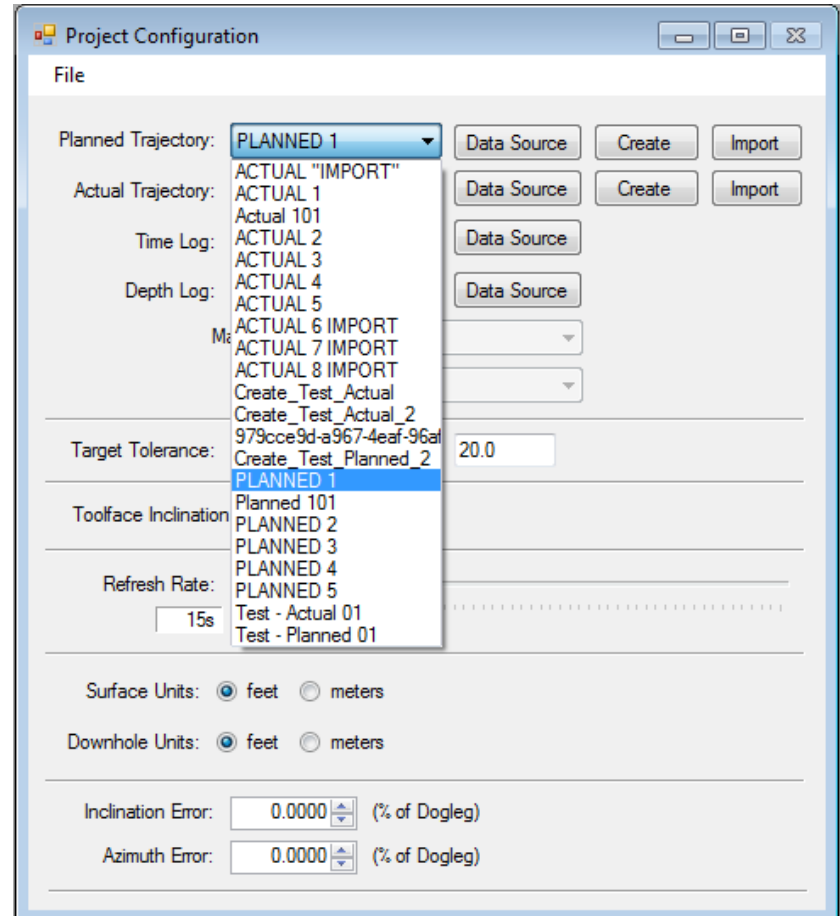 Project Configuration
File
Planned Trajectory: PLANNED 1 Data Source Create Import
ACTUAL "IMPORT"
Actual Trajectory: ACTUAL 1 Data Source Create Import
Actual 101
Time Log: ACTUAL 2 Data Source
ACTUAL 3
Depth Log: ACTUAL 4 Data Source
ACTUAL 5
ACTUAL 6 IMPORT
ACTUAL 7 IMPORT
ACTUAL 8 IMPORT
Create_Test_Actual
Create_Test_Actual_2
979cce9d-a967-4eaf-96af
Target Tolerance: Create_Test_Planned_2 20.0
PLANNED 1
Planned 101
Toolface Inclination PLANNED 2
PLANNED 3
PLANNED 4
Refresh Rate: PLANNED 5
15s Test - Actual 01
Test - Planned 01
Surface Units: feet meters
Downhole Units: feet meters
Inclination Error: 0.0000 (% of Dogleg)
Azimuth Error: 0.0000 (% of Dogleg)